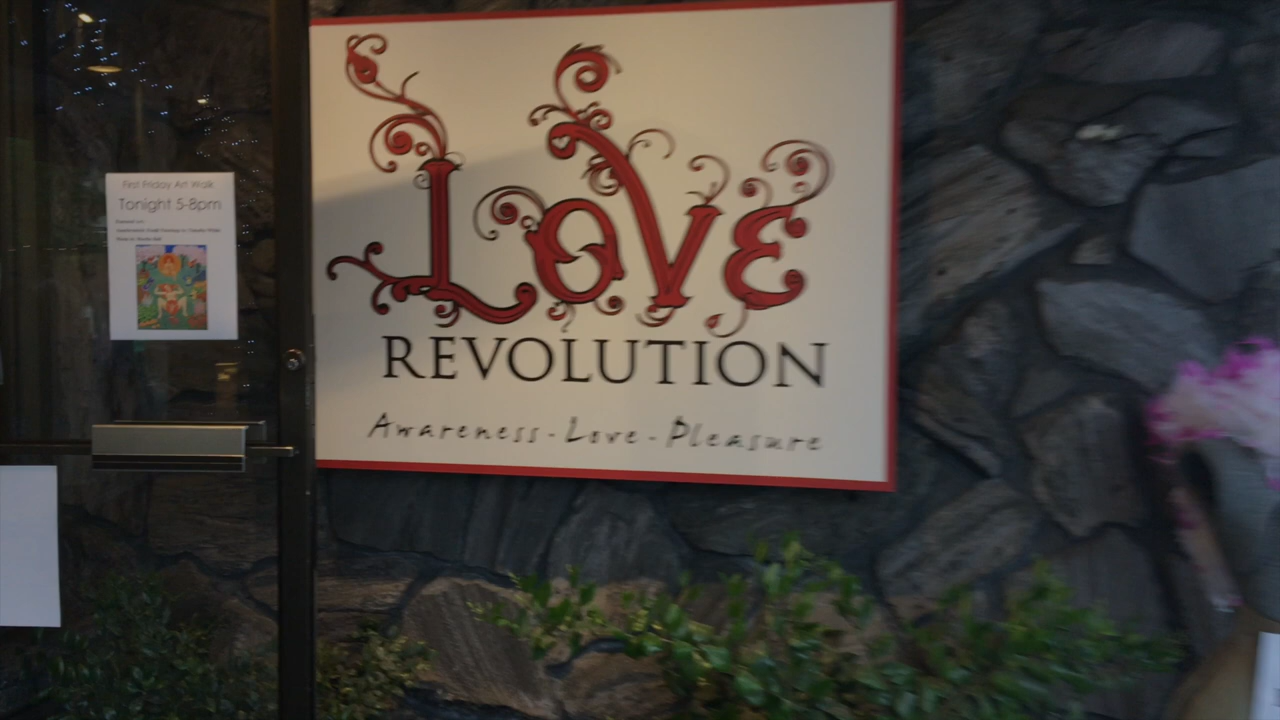 First Friday Art Walk
Tonight 5-8pm
LOVE
REVOLUTION
Awareness - Love - Pleasure